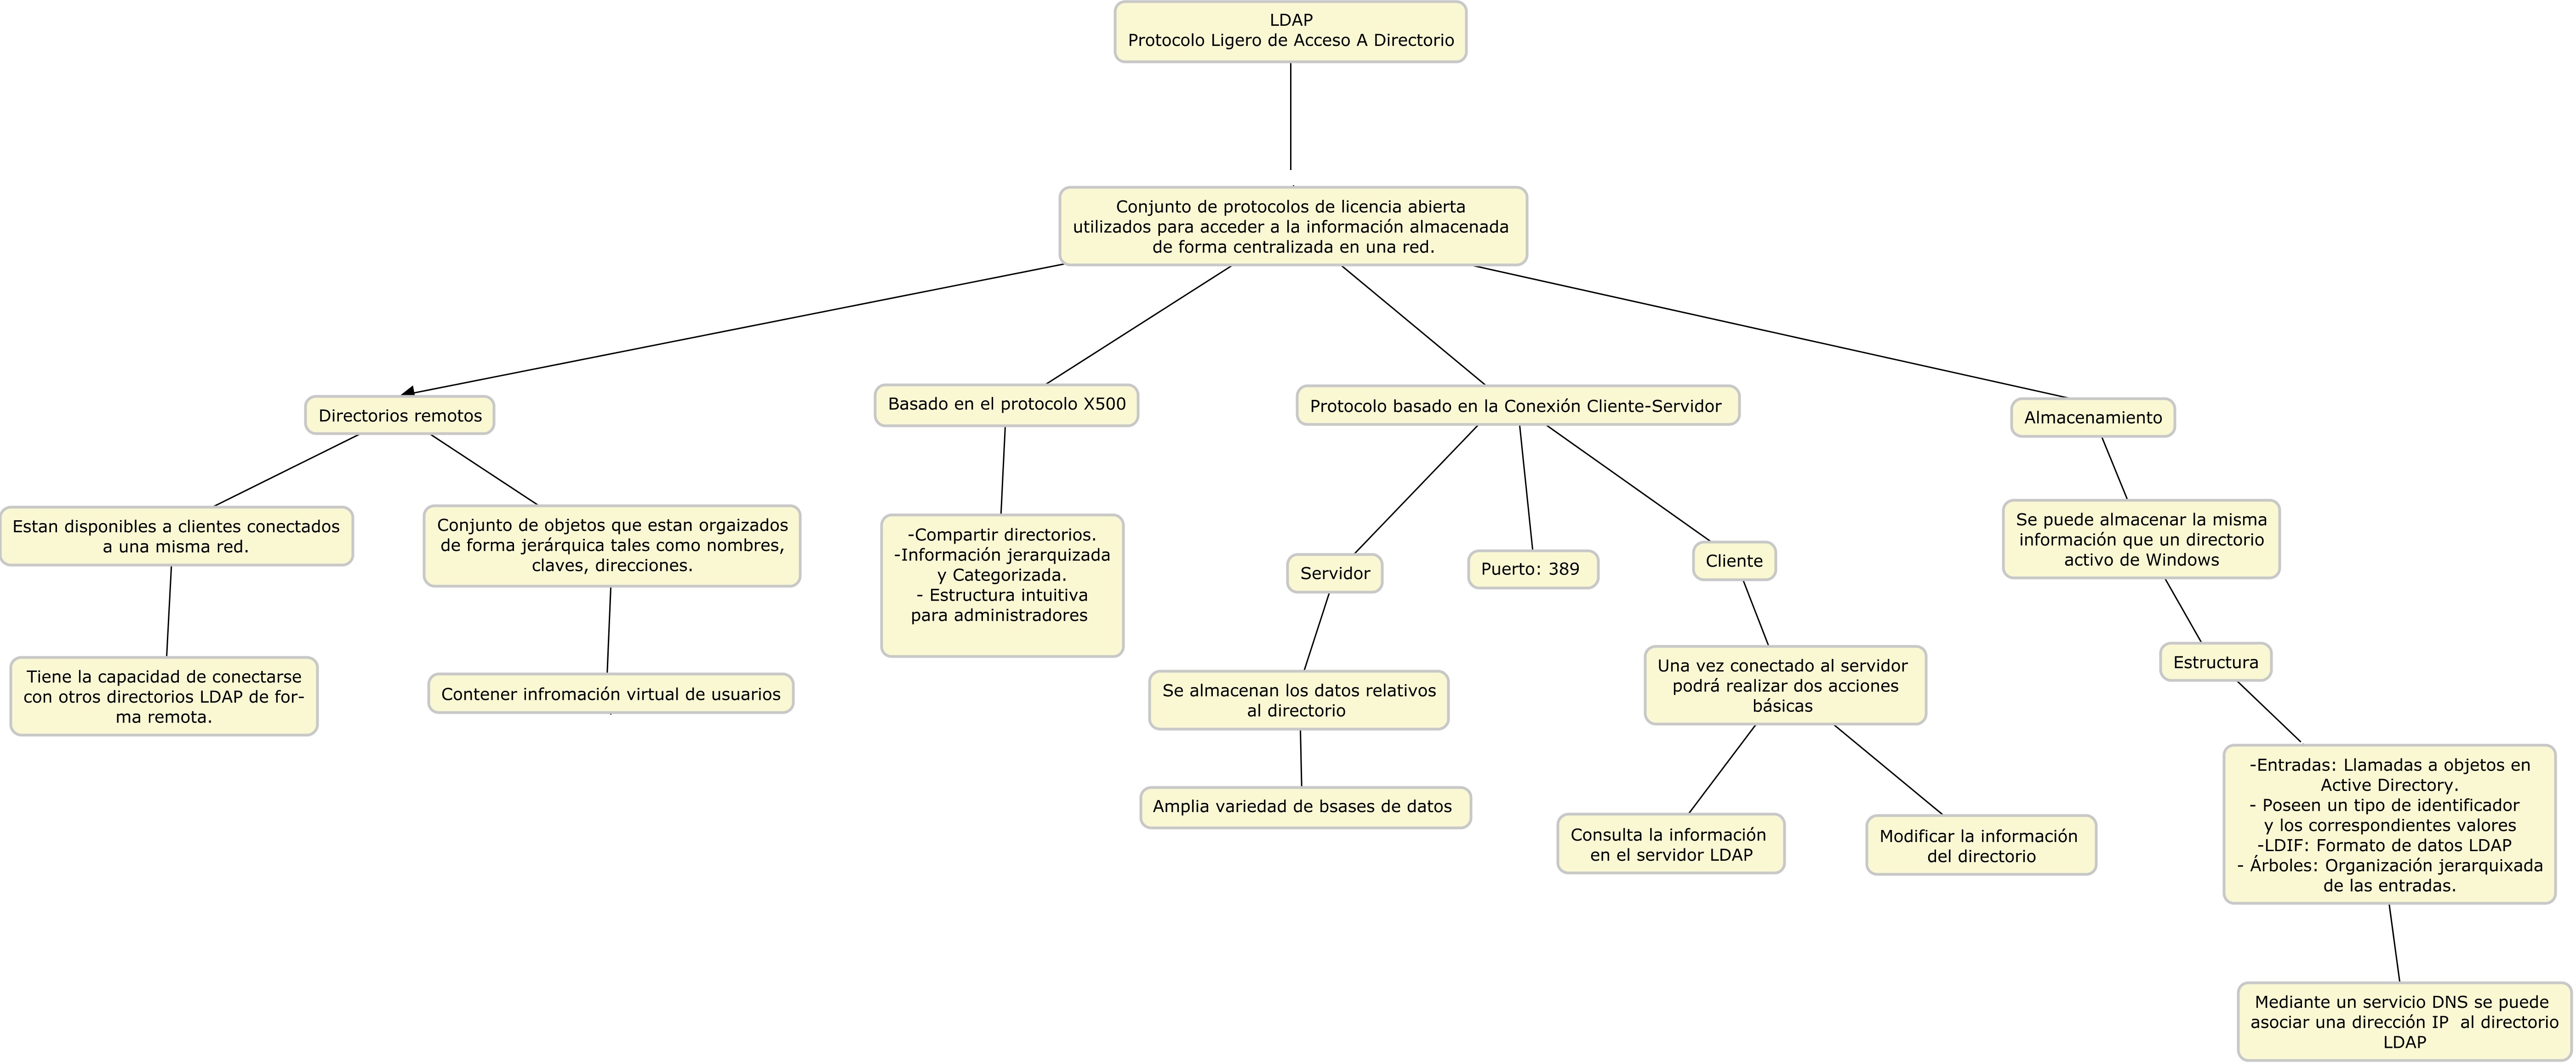 LDAP
Protocolo Ligero de Acceso A Directorio
Conjunto de protocolos de licencia abierta
utilizados para acceder a la información almacenada
de forma centralizada en una red.
Directorios remotos
Basado en el protocolo X500
Protocolo basado en la Conexión Cliente-Servidor
Almacenamiento
Estan disponibles a clientes conectados
a una misma red.
Conjunto de objetos que estan orgaizados
de forma jerárquica tales como nombres,
claves, direcciones.
-Compartir directorios.
-Información jerarquizada
y Categorizada.
- Estructura intuitiva
para administradores
Servidor
Puerto: 389
Cliente
Se puede almacenar la misma
información que un directorio
activo de Windows
Tiene la capacidad de conectarse
con otros directorios LDAP de for-
ma remota.
Contener infromación virtual de usuarios
Se almacenan los datos relativos
al directorio
Una vez conectado al servidor
podrá realizar dos acciones
básicas
Estructura
Amplia variedad de bsases de datos
Consulta la información
en el servidor LDAP
Modificar la información
del directorio
-Entradas: Llamadas a objetos en
Active Directory.
- Poseen un tipo de identificador
y los correspondientes valores
-LDIF: Formato de datos LDAP
- Árboles: Organización jerarquixada
de las entradas.
Mediante un servicio DNS se puede
asociar una dirección IP  al directorio
LDAP